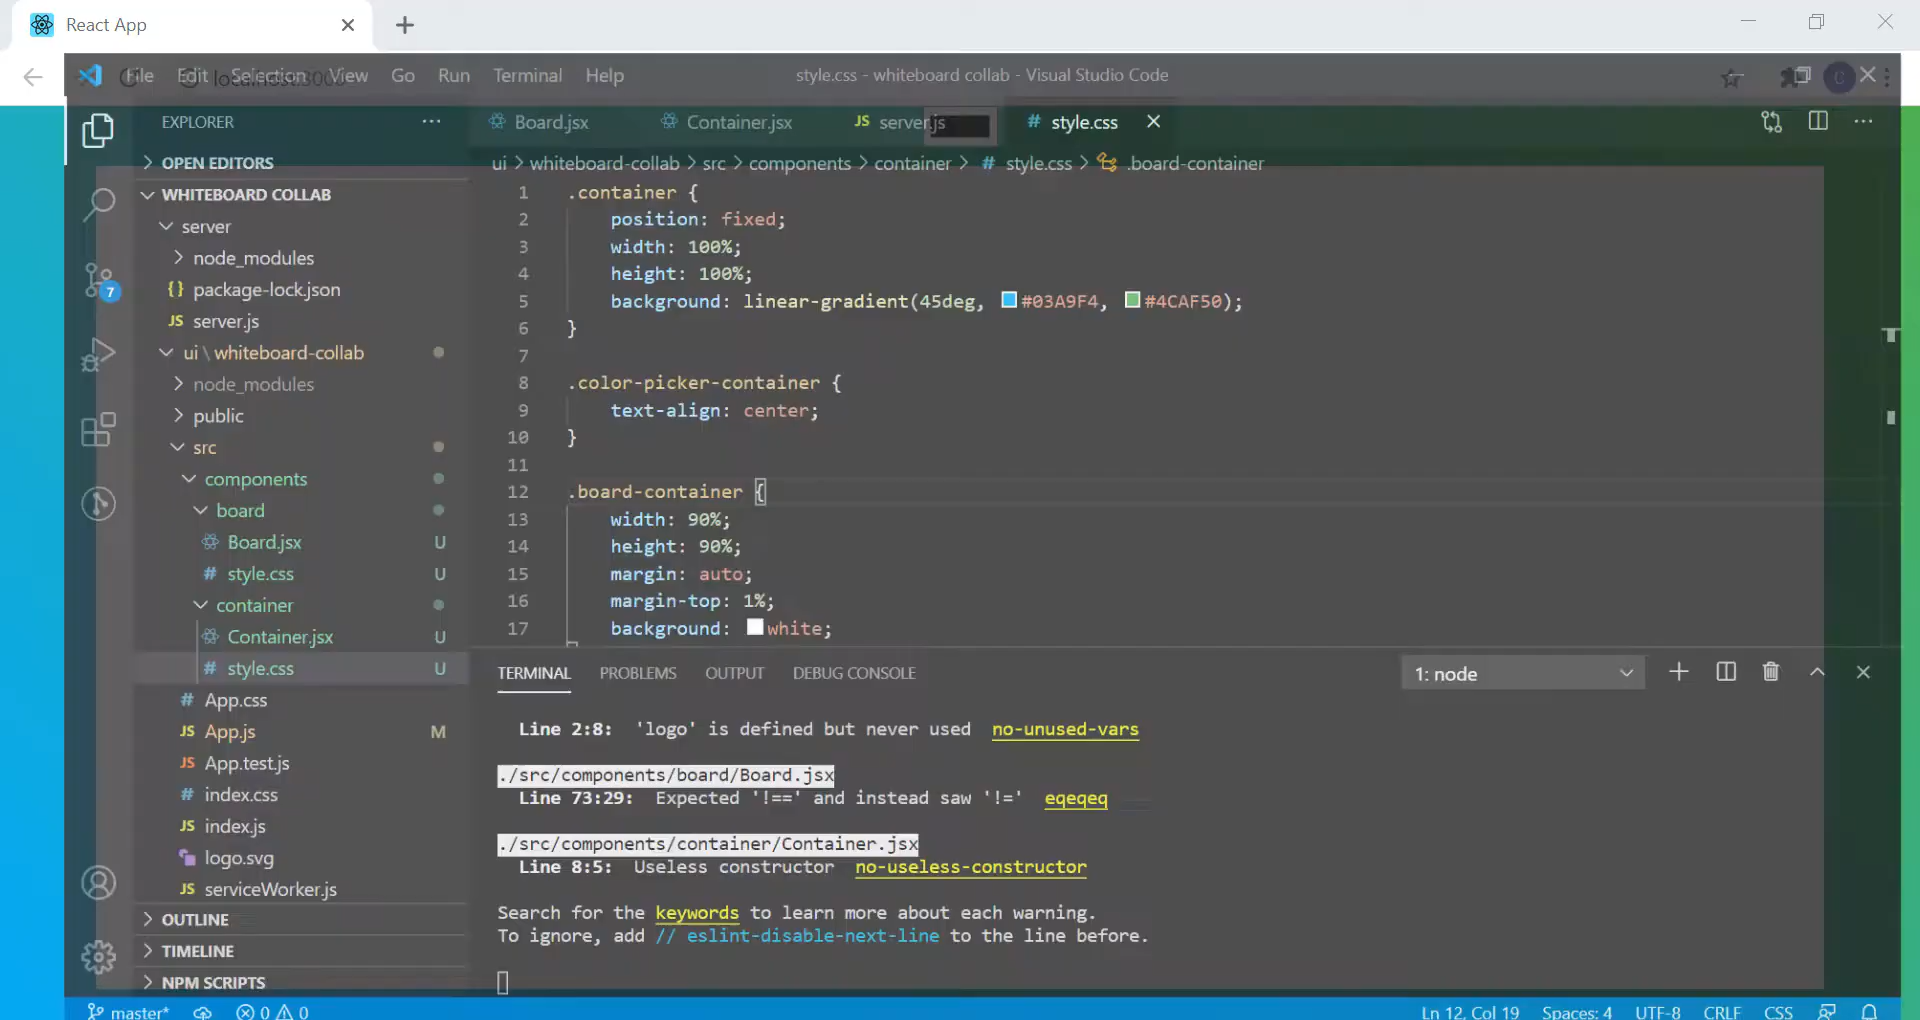 React App
File Edit Selection View Go Run Terminal Help
style.css - whiteboard collab - Visual Studio Code
EXPLORER
Board.jsx
Container.jsx
JS server.js
# style.css
OPEN EDITORS
ui > whiteboard-collab > src > components > container > # style.css > .board-container
WHITEBOARD COLLAB
server
node_modules
{} package-lock.json
JS server.js
ui \ whiteboard-collab
node_modules
public
src
components
board
Board.jsx U
# style.css U
container
Container.jsx U
# style.css U
# App.css
JS App.js M
JS App.test.js
# index.css
JS index.js
logo.svg
JS serviceWorker.js
OUTLINE
TIMELINE
NPM SCRIPTS
7
1 .container {
2 position: fixed;
3 width: 100%;
4 height: 100%;
5 background: linear-gradient(45deg, #03A9F4, #4CAF50);
6 }
7
8 .color-picker-container {
9 text-align: center;
10 }
11
12 .board-container {
13 width: 90%;
14 height: 90%;
15 margin: auto;
16 margin-top: 1%;
17 background: white;
TERMINAL PROBLEMS OUTPUT DEBUG CONSOLE
1: node
Line 2:8: 'logo' is defined but never used no-unused-vars
./src/components/board/Board.jsx
Line 73:29: Expected '!==' and instead saw '!=' eqeqeq
./src/components/container/Container.jsx
Line 8:5: Useless constructor no-useless-constructor
Search for the keywords to learn more about each warning.
To ignore, add // eslint-disable-next-line to the line before.
master* 0 0
Ln 12, Col 19 Spaces: 4 UTF-8 CRLF CSS